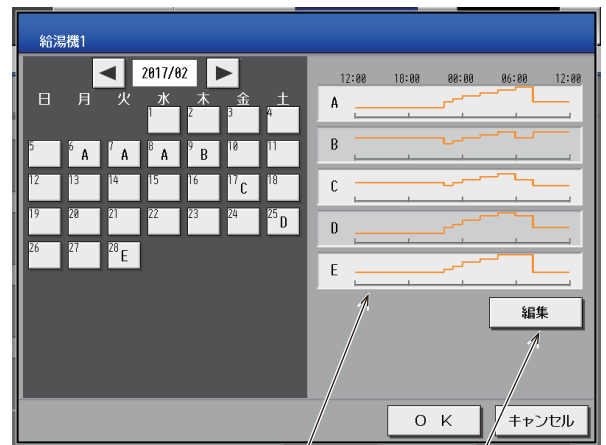 給湯機1
◀ 2017/02 ▶
日 月 火 水 木 金 土
1 2 3 4
5 6 A 7 A 8 A 9 B 10 11
12 13 14 15 16 17 C 18
19 20 21 22 23 24 25 D
26 27 28 E
12:00 18:00 00:00 06:00 12:00
A
B
C
D
E
編集
OK キャンセル